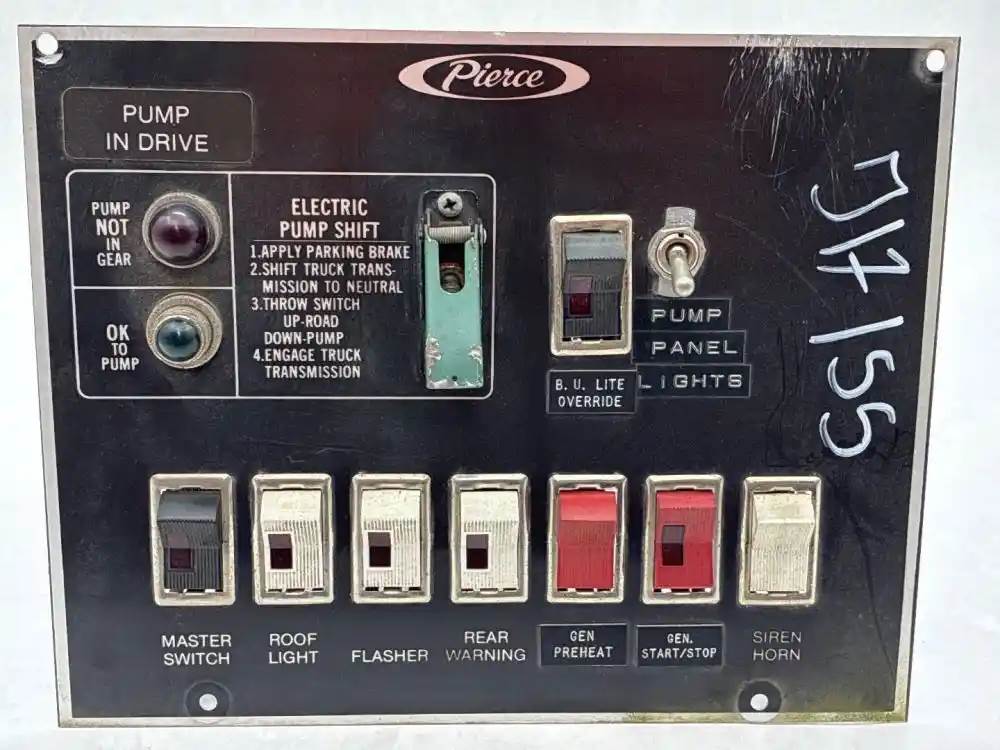 Pierce
PUMP
IN DRIVE
PUMP
NOT
IN
GEAR
OK
TO
PUMP
ELECTRIC
PUMP SHIFT
1.APPLY PARKING BRAKE
2.SHIFT TRUCK TRANS-
MISSION TO NEUTRAL
3.THROW SWITCH
UP-ROAD
DOWN-PUMP
4.ENGAGE TRUCK
TRANSMISSION
B. U. LITE
OVERRIDE
PUMP
PANEL
LIGHTS
MASTER
SWITCH
ROOF
LIGHT
FLASHER
REAR
WARNING
GEN
PREHEAT
GEN.
START/STOP
SIREN
HORN